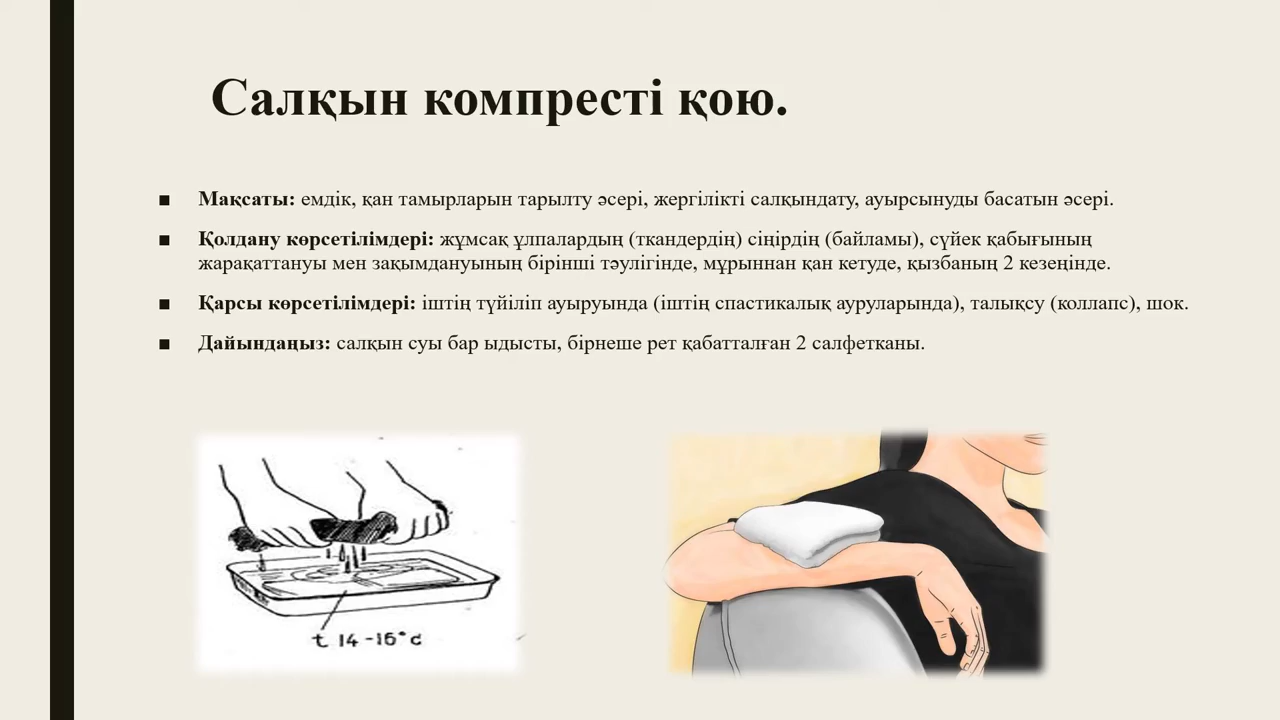 Салқын компресті қою.
■ Мақсаты: емдік, қан тамырларын тарылту әсері, жергілікті салқындату, ауырсынуды басатын әсері.
■ Қолдану көрсетілімдері: жұмсақ ұлпалардың (ткандердің) сіңірдің (байламы), сүйек қабығының
жарақаттануы мен зақымдануының бірінші тәулігінде, мұрыннан қан кетуде, қызбаның 2 кезеңінде.
■ Қарсы көрсетілімдері: іштің түйіліп ауыруында (іштің спастикалық ауруларында), талықсу (коллапс), шок.
■ Дайындаңыз: салқын суы бар ыдысты, бірнеше рет қабатталған 2 салфетканы.
t 14-15°c